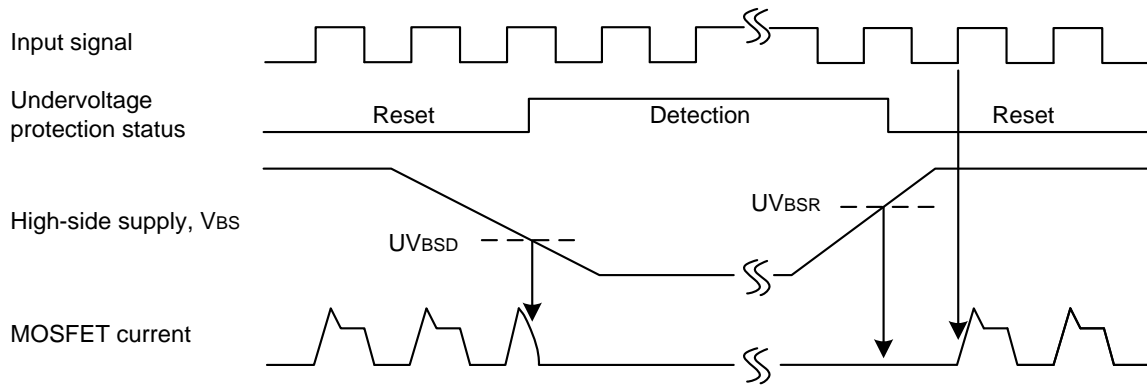 Input signal
Undervoltage
protection status
Reset
Detection
Reset
High-side supply, VBS
UVBSD
UVBSR
MOSFET current